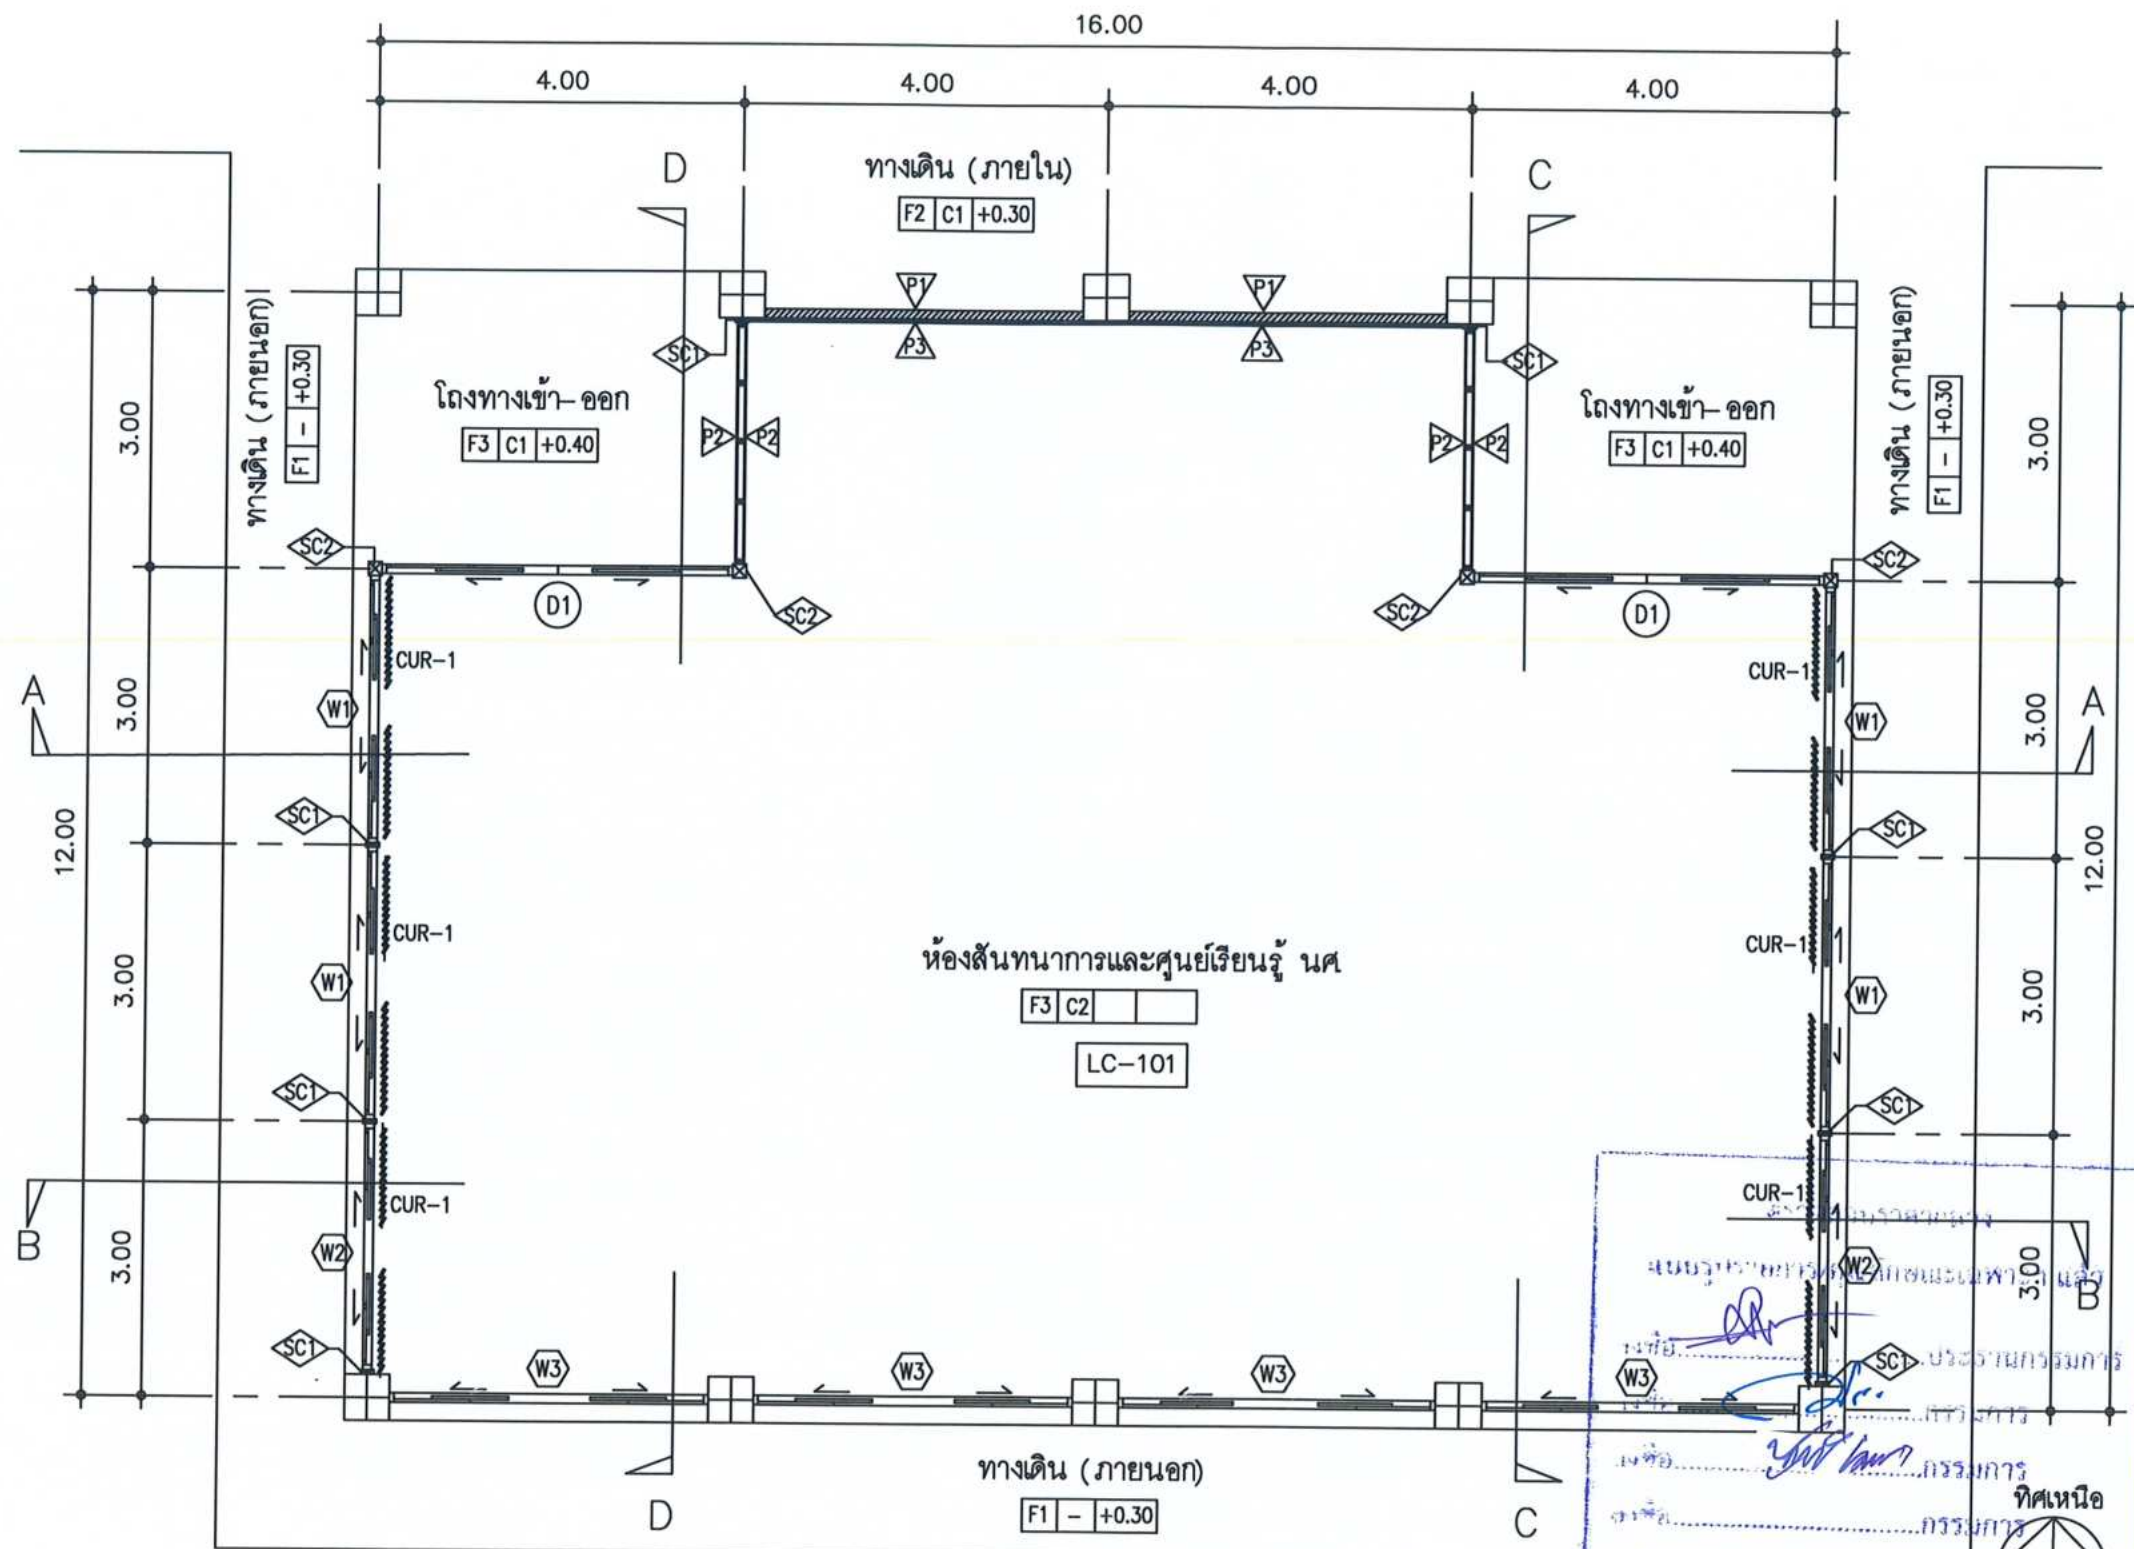 16.00
4.00 4.00 4.00 4.00
D
ทางเดิน (ภายใน)
F2 C1 +0.30
C
P1 P1
P3 P3
SC1 SC1
ทางเดิน (ภายนอก)
F1 - +0.30
โถงทางเข้า-ออก
F3 C1 +0.40
P2 P2
P2 P2
โถงทางเข้า-ออก
F3 C1 +0.40
ทางเดิน (ภายนอก)
F1 - +0.30
3.00
3.00
SC2
SC2
D1
SC2
SC2
D1
CUR-1
CUR-1
A
3.00
W1
W1
3.00
A
12.00
SC1
SC1
12.00
CUR-1
CUR-1
3.00
W1
W1
3.00
ห้องสันทนาการและศูนย์เรียนรู้ นศ.
F3 C2
LC-101
SC1
SC1
CUR-1
CUR-1
B
3.00
W2
W2
3.00
B
SC1
SC1
W3 W3 W3 W3
ประธานกรรมการ
กรรมการ
ลงชื่อ กรรมการ
กรรมการ
ทางเดิน (ภายนอก)
F1 - +0.30
D
C
ทิศเหนือ